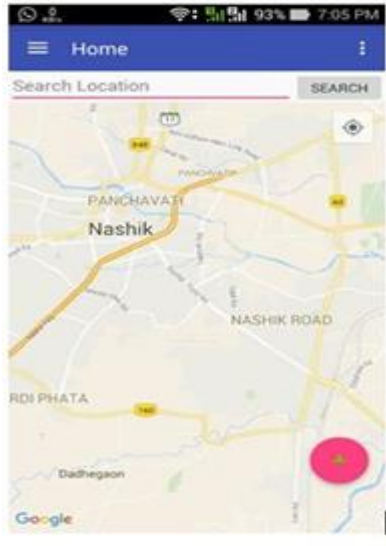 93% 7:05 PM
Home
Search Location SEARCH
PANCHAVATI
Nashik
NASHIK ROAD
RDI PHATA
Dadhegaon
Google